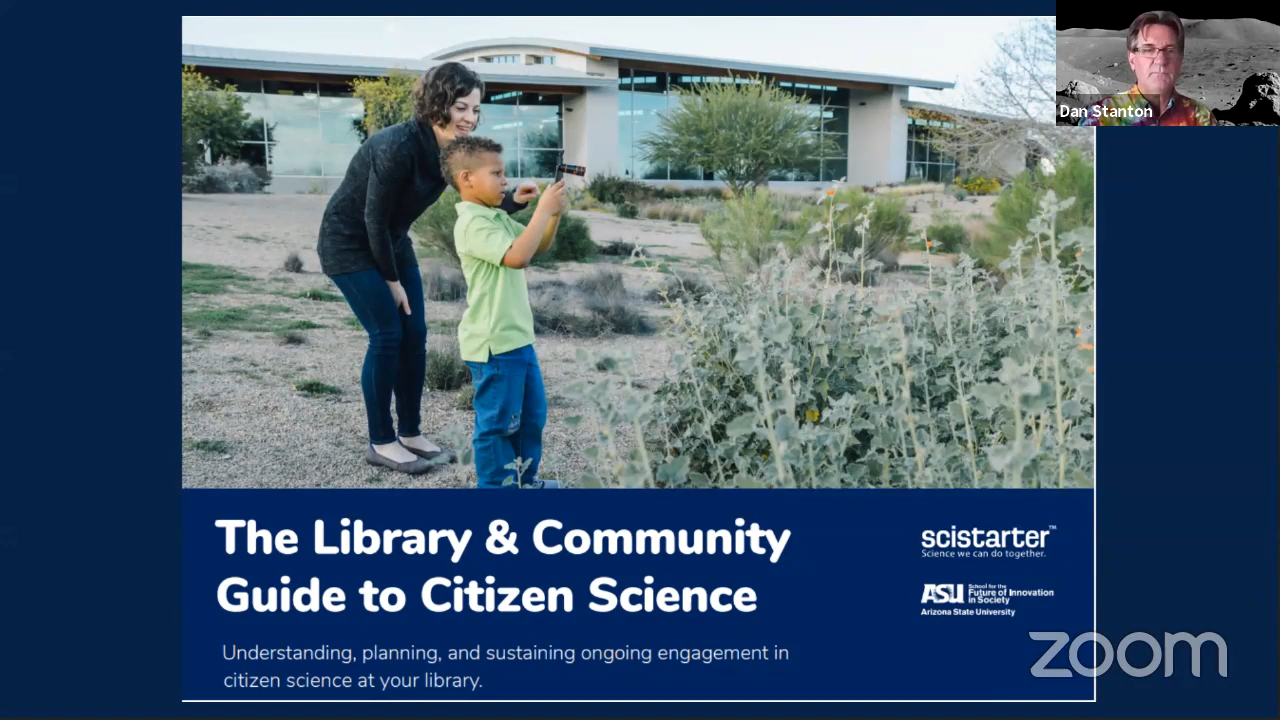 Dan Stanton
The Library & Community
Guide to Citizen Science
Understanding, planning, and sustaining ongoing engagement in
citizen science at your library.
scistarter™
Science we can do together.
ASU School for the
Future of Innovation
in Society
Arizona State University
zoom